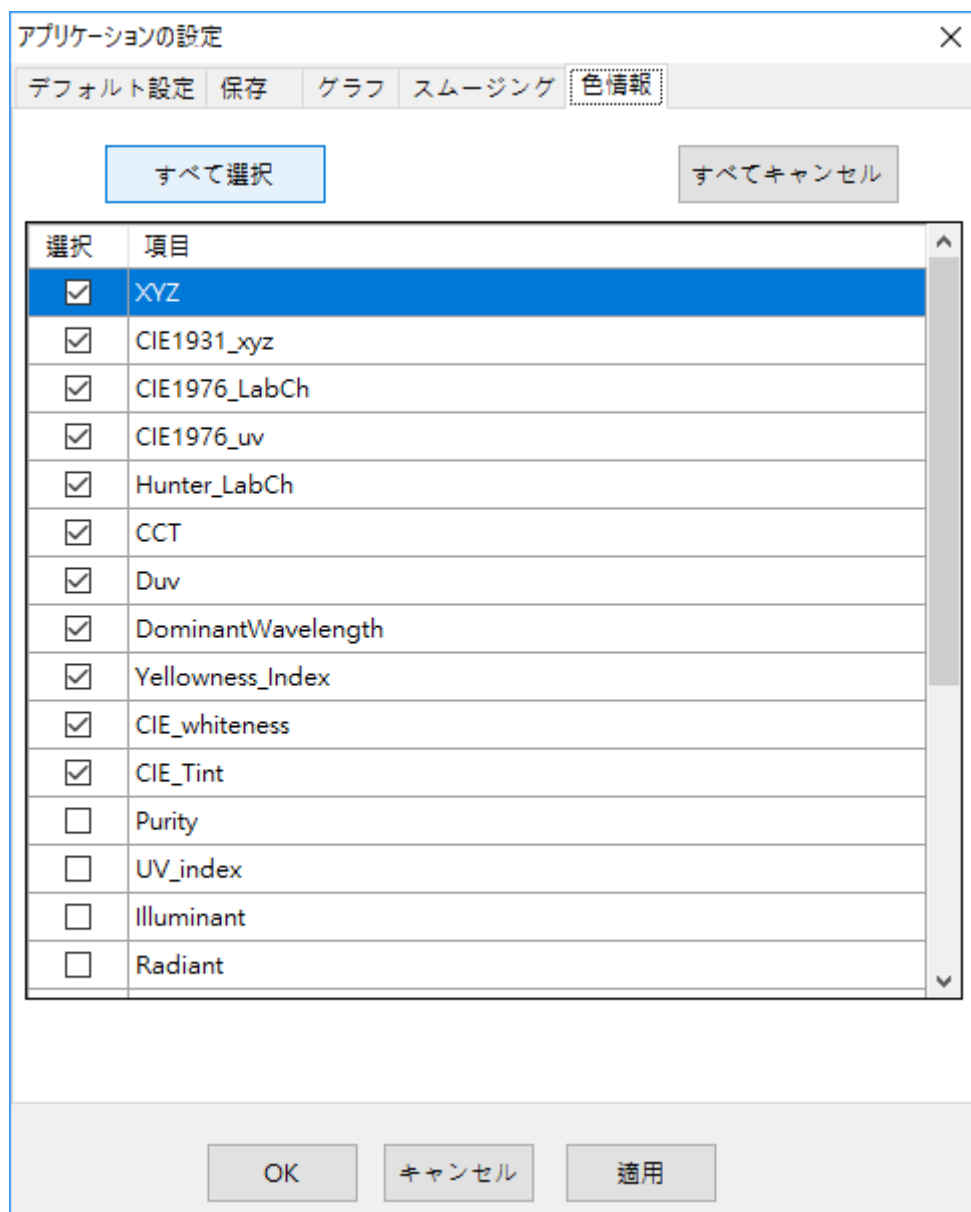 アプリケーションの設定
デフォルト設定 保存 グラフ スムージング 色情報
すべて選択 すべてキャンセル
選択 項目
XYZ
CIE1931_xyz
CIE1976_LabCh
CIE1976_uv
Hunter_LabCh
CCT
Duv
DominantWavelength
Yellowness_Index
CIE_whiteness
CIE_Tint
Purity
UV_index
Illuminant
Radiant
OK キャンセル 適用